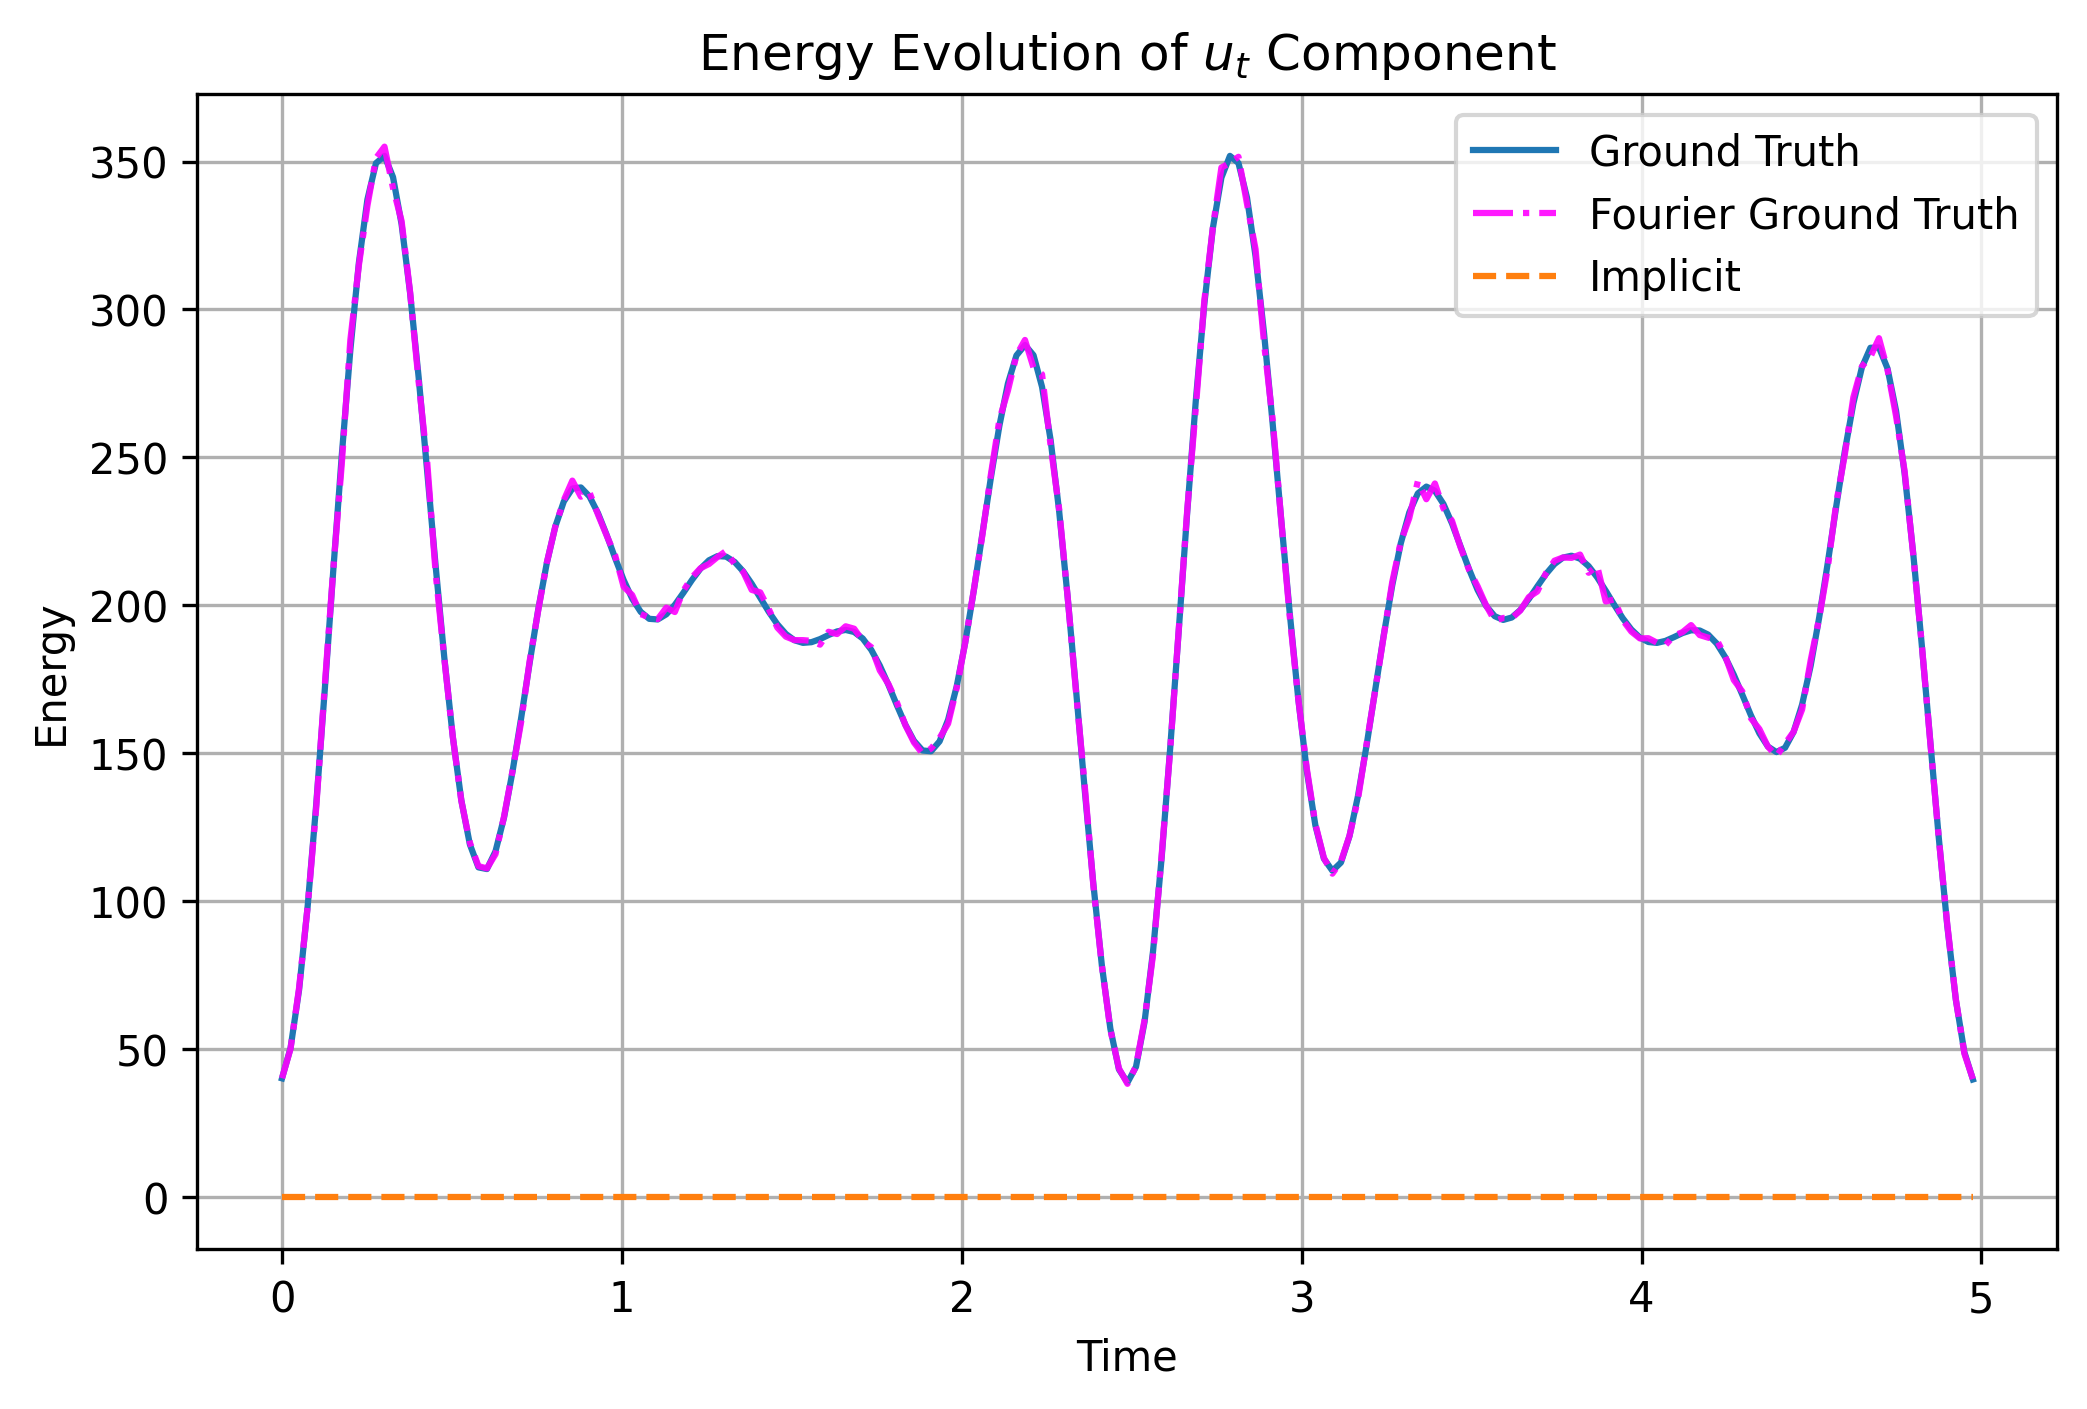 Energy Evolution of u_t Component
Ground Truth
Fourier Ground Truth
Implicit
350
300
250
200
150
100
50
0
Energy
0 1 2 3 4 5
Time